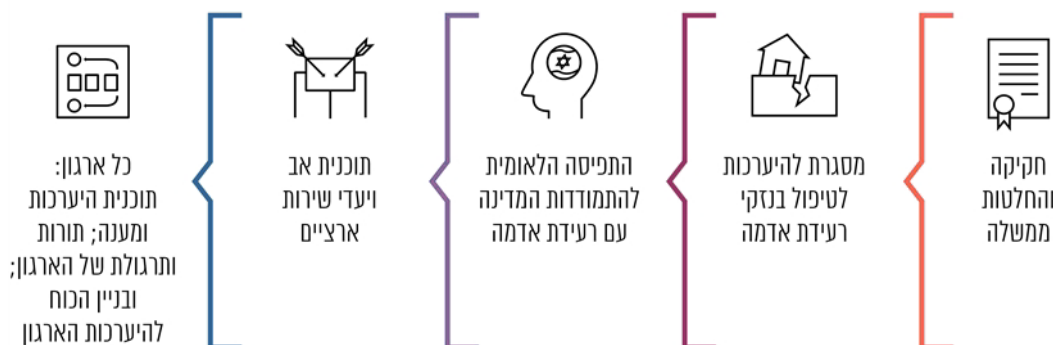 חקיקה
והחלטות
ממשלה
מסגרת להיערכות
לטיפול בנזקי
רעידת אדמה
התפיסה הלאומית
להתמודדות המדינה
עם רעידת אדמה
תוכנית אב
ויעדי שירות
ארציים
כל ארגון:
תוכנית היערכות
ומענה; תורות
ותרגולת של הארגון;
ובניין הכוח
להיערכות הארגון